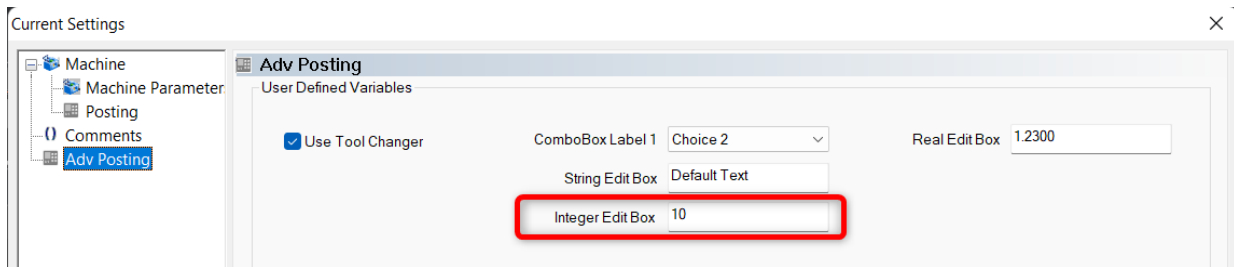 Current Settings
Machine
Adv Posting
Machine Parameter
User Defined Variables
Posting
Comments
Use Tool Changer
ComboBox Label 1 Choice 2
Real Edit Box 1.2300
Adv Posting
String Edit Box Default Text
Integer Edit Box 10